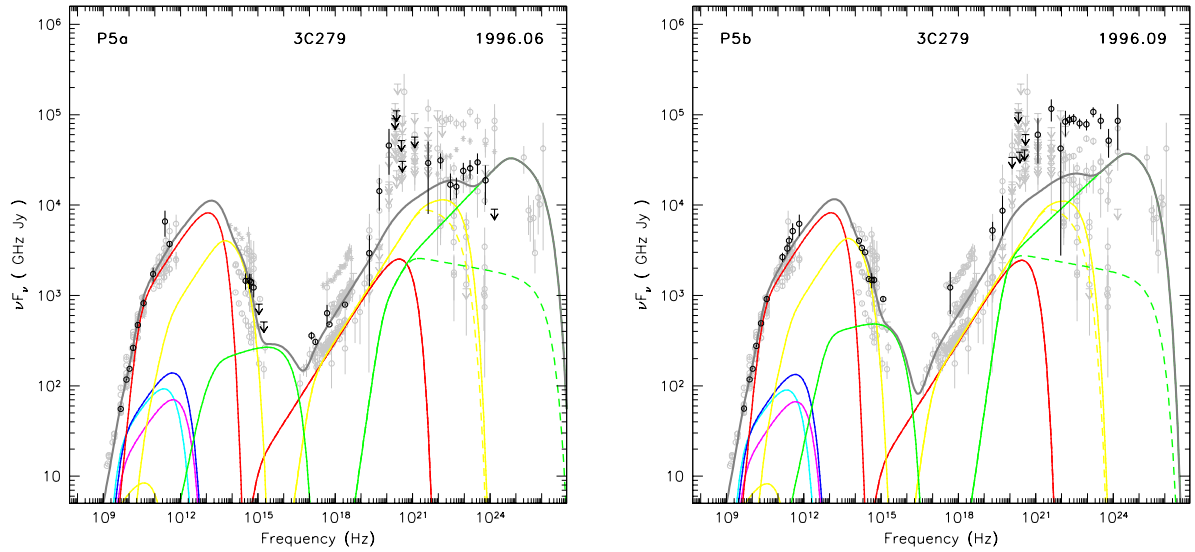 P5a 3C279 1996.06
10⁶
10⁵
10⁴
10³
10²
10
νFν ( GHz Jy )
10⁹ 10¹² 10¹⁵ 10¹⁸ 10²¹ 10²⁴
Frequency (Hz)
P5b 3C279 1996.09
10⁶
10⁵
10⁴
10³
10²
10
νFν ( GHz Jy )
10⁹ 10¹² 10¹⁵ 10¹⁸ 10²¹ 10²⁴
Frequency (Hz)